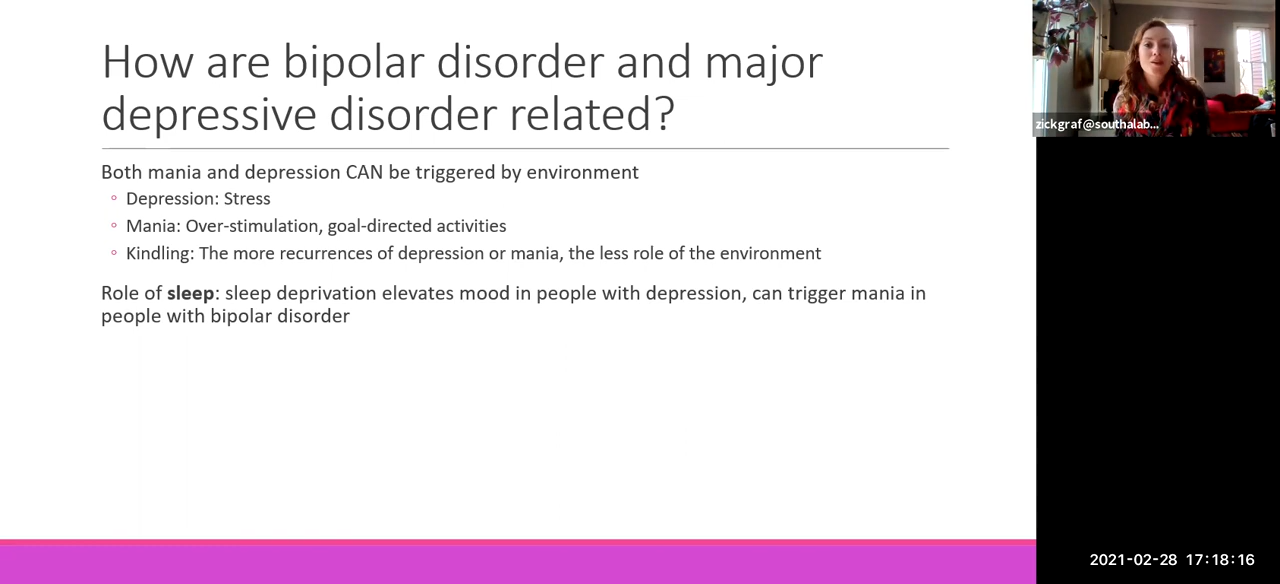 How are bipolar disorder and major
depressive disorder related?
Both mania and depression CAN be triggered by environment
◦ Depression: Stress
◦ Mania: Over-stimulation, goal-directed activities
◦ Kindling: The more recurrences of depression or mania, the less role of the environment
Role of sleep: sleep deprivation elevates mood in people with depression, can trigger mania in
people with bipolar disorder
zickgraf@southalab...
2021-02-28 17:18:16